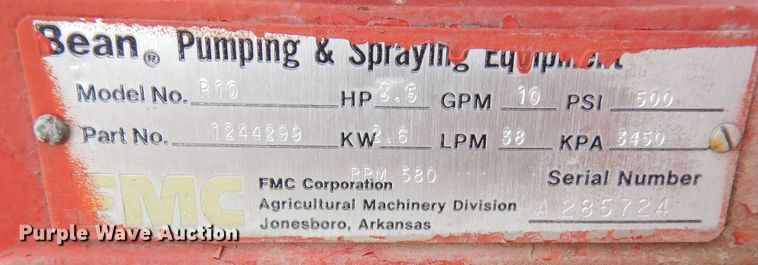 Bean® Pumping & Spraying Equipment
Model No. R10 HP 3.5 GPM 10 PSI 500
Part No. 1244299 KW 2.6 LPM 38 KPA 3450
RPM 580
FMC FMC Corporation Serial Number
Agricultural Machinery Division A285724
Jonesboro, Arkansas
Purple Wave Auction